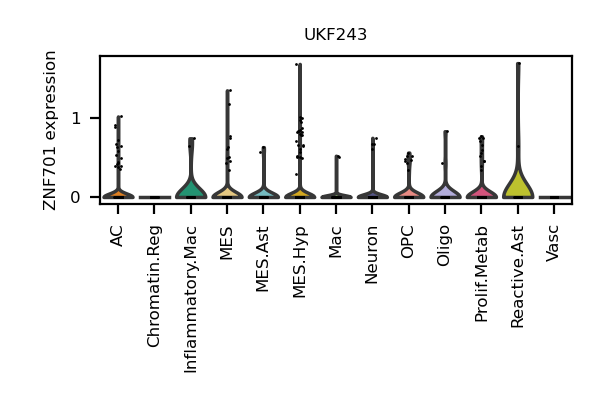 UKF243
ZNF701 expression
1
0
AC
Chromatin.Reg
Inflammatory.Mac
MES
MES.Ast
MES.Hyp
Mac
Neuron
OPC
Oligo
Prolif.Metab
Reactive.Ast
Vasc